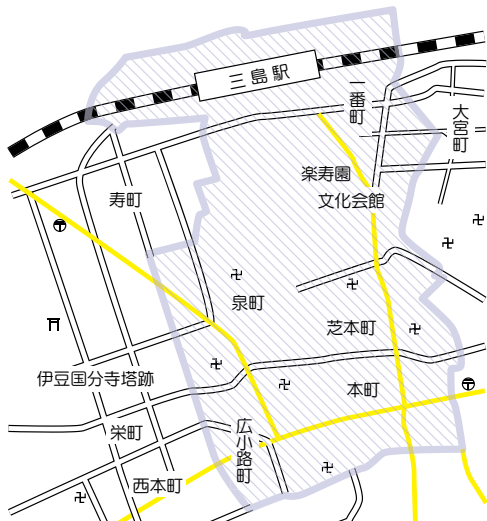 三島駅
一番町
大宮町
楽寿園
文化会館
寿町
泉町
芝本町
伊豆国分寺塔跡
本町
栄町
広小路町
西本町